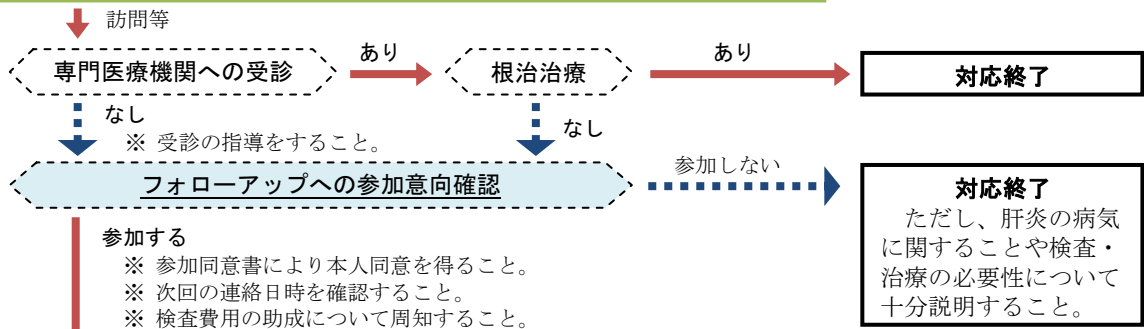 訪問等
専門医療機関への受診
あり
根治治療
あり
対応終了
なし
※ 受診の指導をすること。
なし
フォローアップへの参加意向確認
参加しない
対応終了
ただし、肝炎の病気
に関することや検査・
治療の必要性について
十分説明すること。
参加する
※ 参加同意書により本人同意を得ること。
※ 次回の連絡日時を確認すること。
※ 検査費用の助成について周知すること。